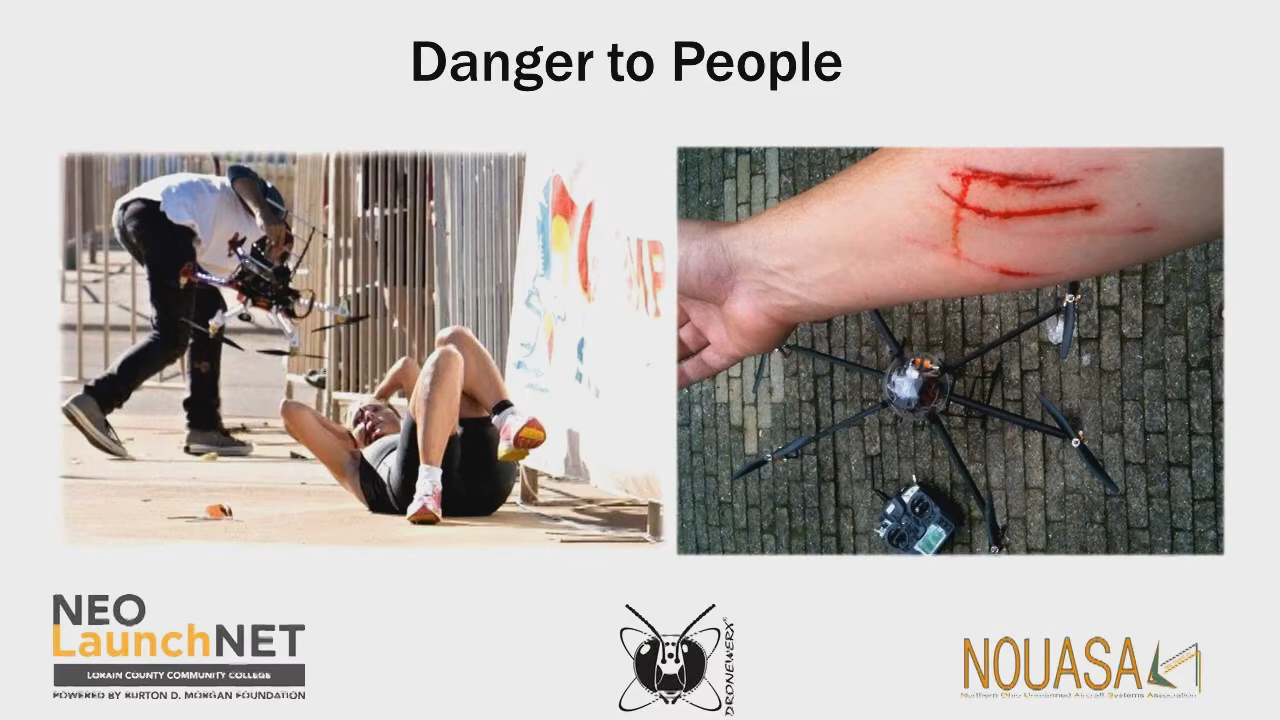 Danger to People
NEO
LaunchNET
LORAIN COUNTY COMMUNITY COLLEGE
POWERED BY BURTON D. MORGAN FOUNDATION
DRONEWERX
NOUASA
Northern Ohio Unmanned Aircraft Systems Association